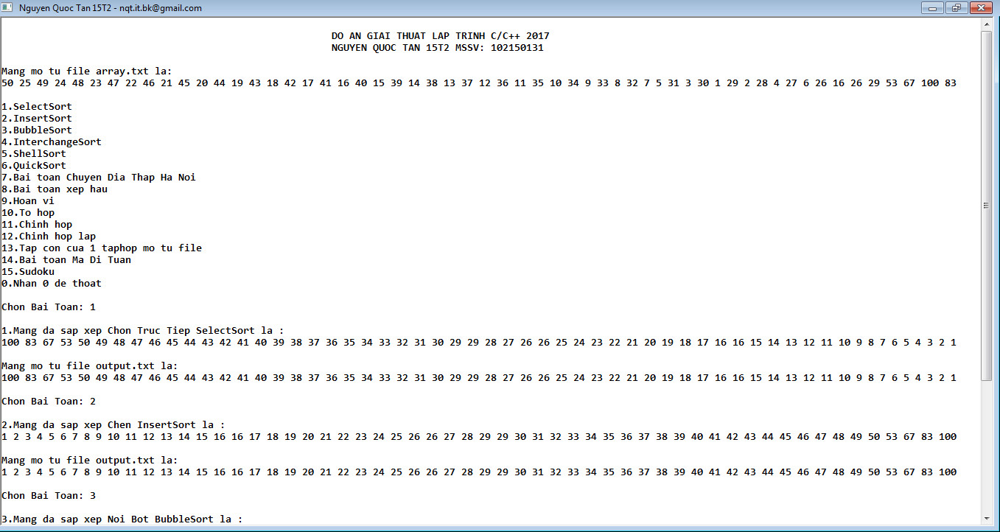 Nguyen Quoc Tan 15T2 - nqt.it.bk@gmail.com
DO AN GIAI THUAT LAP TRINH C/C++ 2017
NGUYEN QUOC TAN 15T2 MSSV: 102150131
Mang mo tu file array.txt la:
50 25 49 24 48 23 47 22 46 21 45 20 44 19 43 18 42 17 41 16 40 15 39 14 38 13 37 12 36 11 35 10 34 9 33 8 32 7 5 31 3 30 1 29 2 28 4 27 6 26 16 26 29 53 67 100 83
1.SelectSort
2.InsertSort
3.BubbleSort
4.InterchangeSort
5.ShellSort
6.QuickSort
7.Bai toan Chuyen Dia Thap Ha Noi
8.Bai toan xep hau
9.Hoan vi
10.To hop
11.Chinh hop
12.Chinh hop lap
13.Tap con cua 1 taphop mo tu file
14.Bai toan Ma Di Tuan
15.Sudoku
0.Nhan 0 de thoat
Chon Bai Toan: 1
1.Mang da sap xep Chon Truc Tiep SelectSort la :
100 83 67 53 50 49 48 47 46 45 44 43 42 41 40 39 38 37 36 35 34 33 32 31 30 29 29 28 27 26 26 25 24 23 22 21 20 19 18 17 16 16 15 14 13 12 11 10 9 8 7 6 5 4 3 2 1
Mang mo tu file output.txt la:
100 83 67 53 50 49 48 47 46 45 44 43 42 41 40 39 38 37 36 35 34 33 32 31 30 29 29 28 27 26 26 25 24 23 22 21 20 19 18 17 16 16 15 14 13 12 11 10 9 8 7 6 5 4 3 2 1
Chon Bai Toan: 2
2.Mang da sap xep Chen InsertSort la :
1 2 3 4 5 6 7 8 9 10 11 12 13 14 15 16 16 17 18 19 20 21 22 23 24 25 26 26 27 28 29 29 30 31 32 33 34 35 36 37 38 39 40 41 42 43 44 45 46 47 48 49 50 53 67 83 100
Mang mo tu file output.txt la:
1 2 3 4 5 6 7 8 9 10 11 12 13 14 15 16 16 17 18 19 20 21 22 23 24 25 26 26 27 28 29 29 30 31 32 33 34 35 36 37 38 39 40 41 42 43 44 45 46 47 48 49 50 53 67 83 100
Chon Bai Toan: 3
3.Mang da sap xep Noi Bot BubbleSort la :